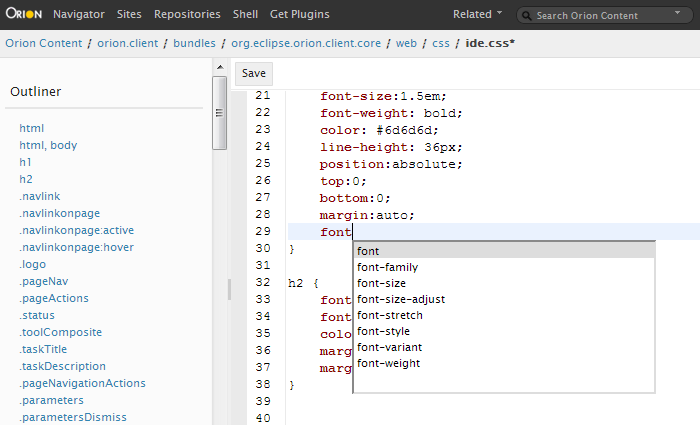 ORION Navigator Sites Repositories Shell Get Plugins Related Search Orion Content
Orion Content / orion.client / bundles / org.eclipse.orion.client.core / web / css / ide.css*
Outliner
html
html, body
h1
h2
.navlink
.navlinkonpage
.navlinkonpage:active
.navlinkonpage:hover
.logo
.pageNav
.pageActions
.status
.toolComposite
.taskTitle
.taskDescription
.pageNavigationActions
.parameters
.parametersDismiss
Save
21 font-size:1.5em;
22 font-weight: bold;
23 color: #6d6d6d;
24 line-height: 36px;
25 position:absolute;
26 top:0;
27 bottom:0;
28 margin:auto;
29 font
30 }
31
32 h2 {
33 font
34 font
35 colo
36 marg
37 marg
38 }
39
40
font
font-family
font-size
font-size-adjust
font-stretch
font-style
font-variant
font-weight